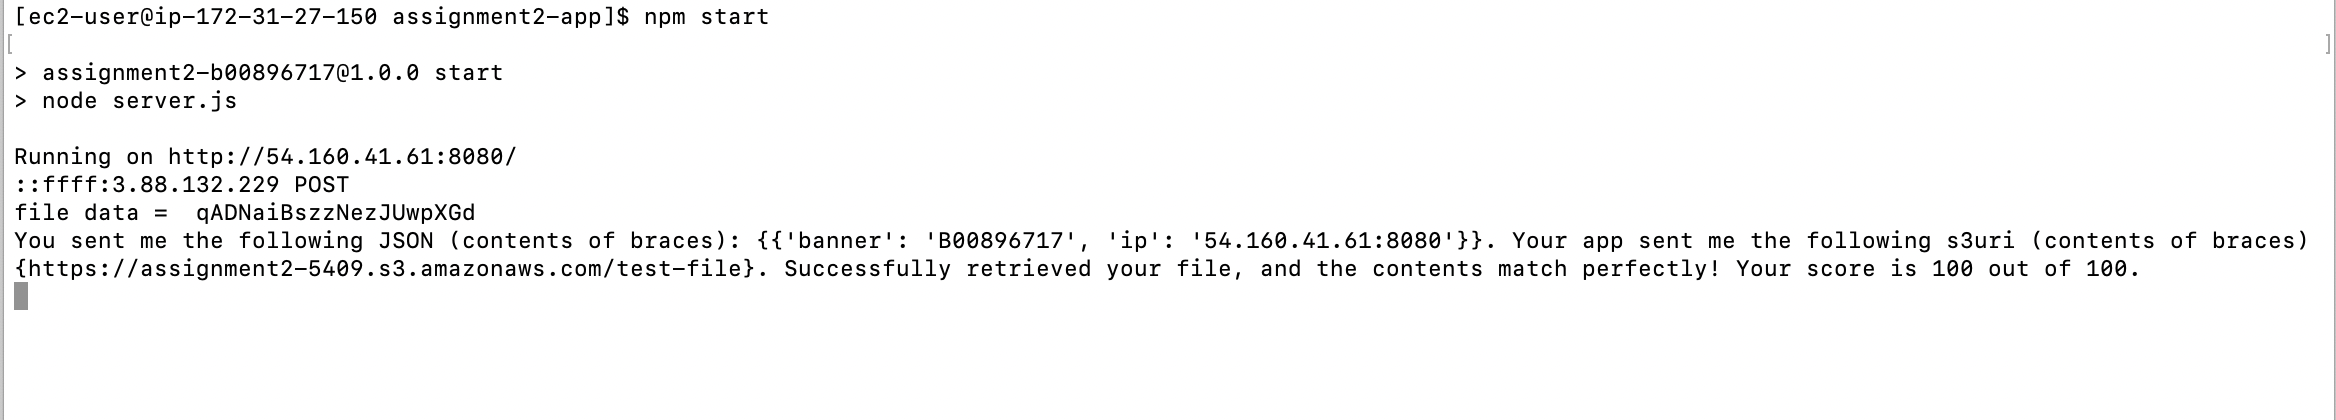 [ec2-user@ip-172-31-27-150 assignment2-app]$ npm start
[ ]
> assignment2-b00896717@1.0.0 start
> node server.js
Running on http://54.160.41.61:8080/
::ffff:3.88.132.229 POST
file data =  qADNaiBszzNezJUwpXGd
You sent me the following JSON (contents of braces): {{'banner': 'B00896717', 'ip': '54.160.41.61:8080'}}. Your app sent me the following s3uri (contents of braces)
{https://assignment2-5409.s3.amazonaws.com/test-file}. Successfully retrieved your file, and the contents match perfectly! Your score is 100 out of 100.